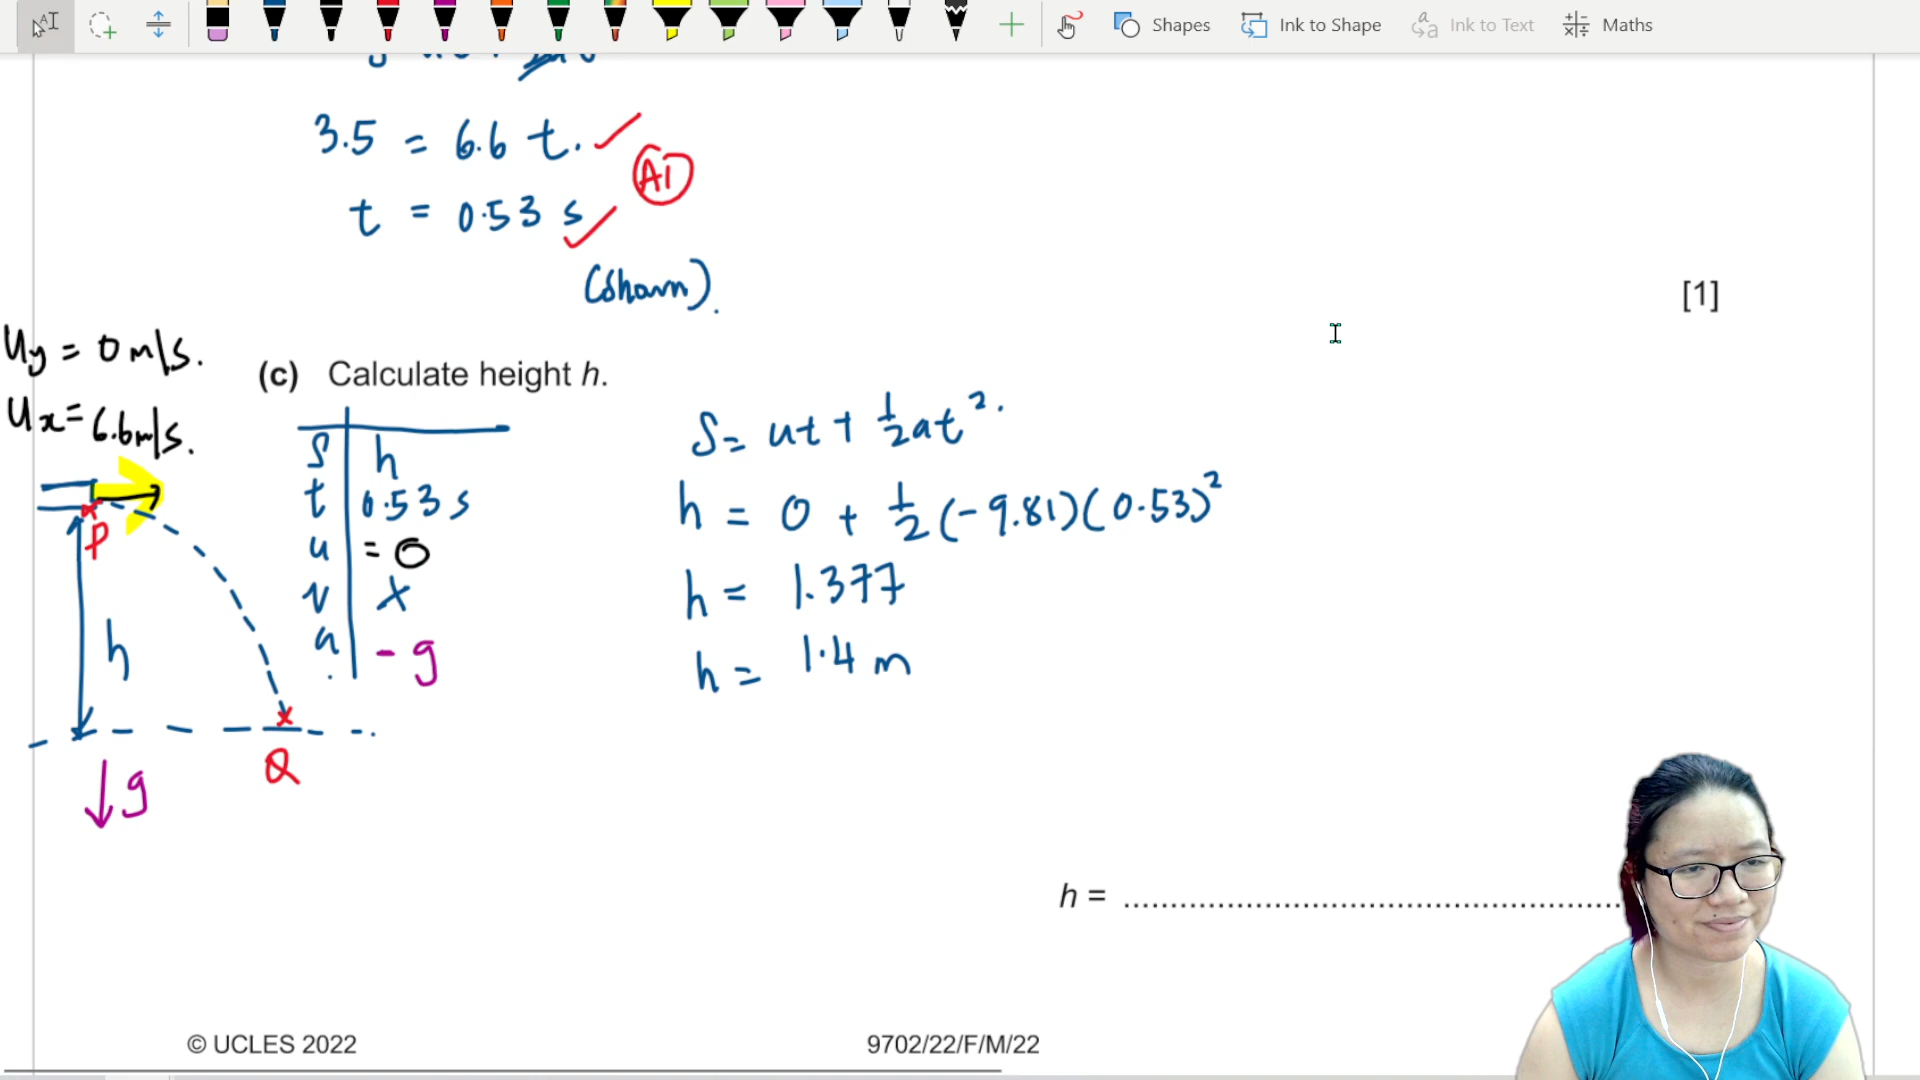 Shapes
Ink to Shape
Ink to Text
Maths
3.5 = 6.6 t.
A1
t = 0.53 s
(shown).
[1]
uy = 0 m/s.
ux = 6.6 m/s.
(c) Calculate height h.
s h
t 0.53 s
u = 0
v x
a - g
s = ut + 1/2 at².
h = 0 + 1/2 (-9.81)(0.53)²
h = 1.377
h = 1.4 m
P
h
Q
g
h = ..........................................................
© UCLES 2022
9702/22/F/M/22